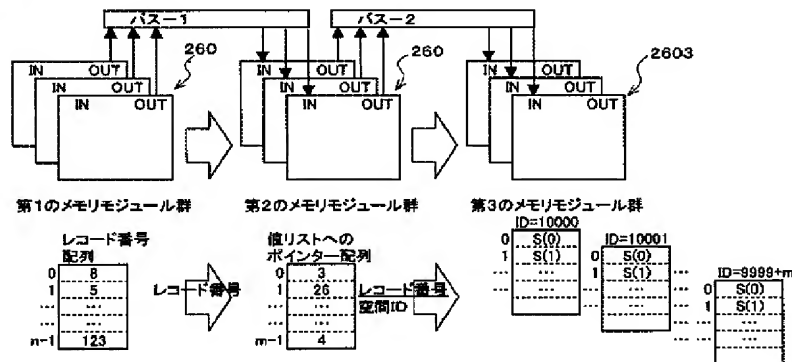 バス－1
バス－2
IN OUT
IN OUT
IN OUT
260
IN OUT
IN OUT
IN OUT
260
IN OUT
IN OUT
IN OUT
2603
第1のメモリモジュール群
第2のメモリモジュール群
第3のメモリモジュール群
レコード番号
配列
0 8
1 5
... ...
... ...
n-1 123
レコード番号
値リストへの
ポインター配列
0 3
1 26
... ...
... ...
m-1 4
レコード番号
空間ID
ID=10000
0 S(0)
1 S(1)
... ...
... ...
ID=10001
0 S(0)
1 S(1)
... ...
... ...
ID=9999+m
0 S(0)
1 S(1)
... ...
... ...